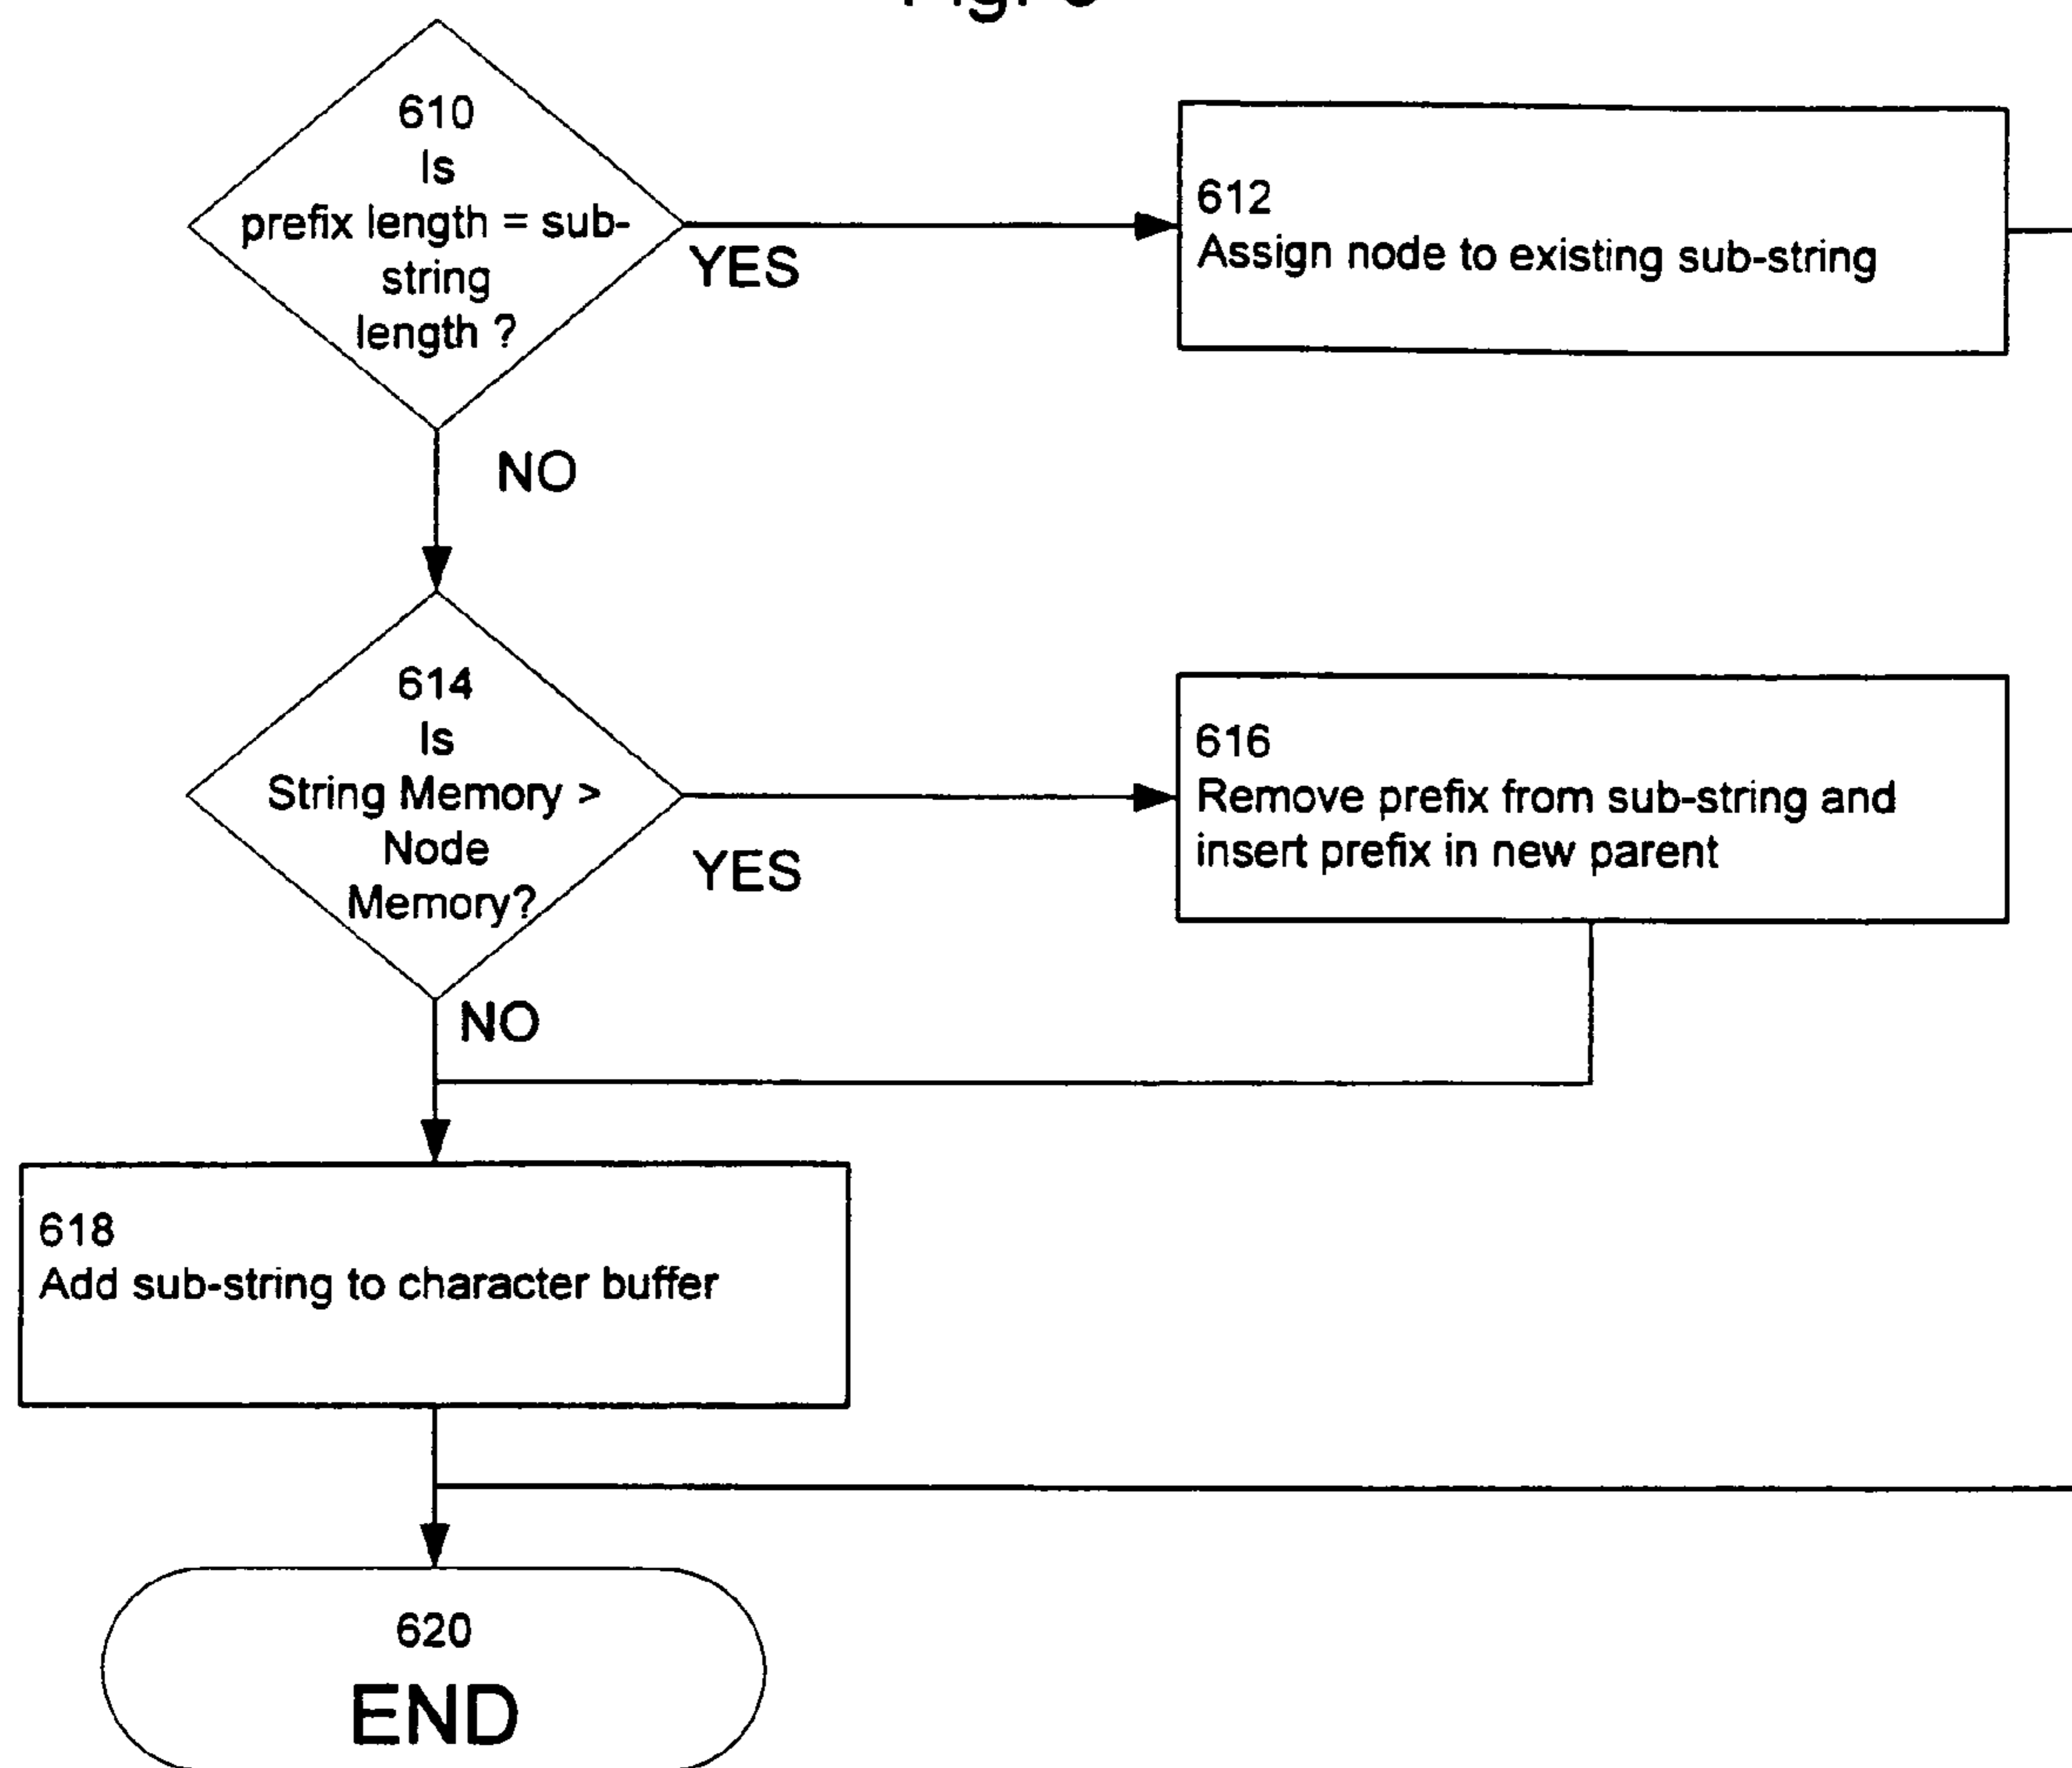 610
Is
prefix length = sub-
string
length ?
YES
612
Assign node to existing sub-string
NO
614
Is
String Memory >
Node
Memory?
YES
616
Remove prefix from sub-string and
insert prefix in new parent
NO
618
Add sub-string to character buffer
620
END